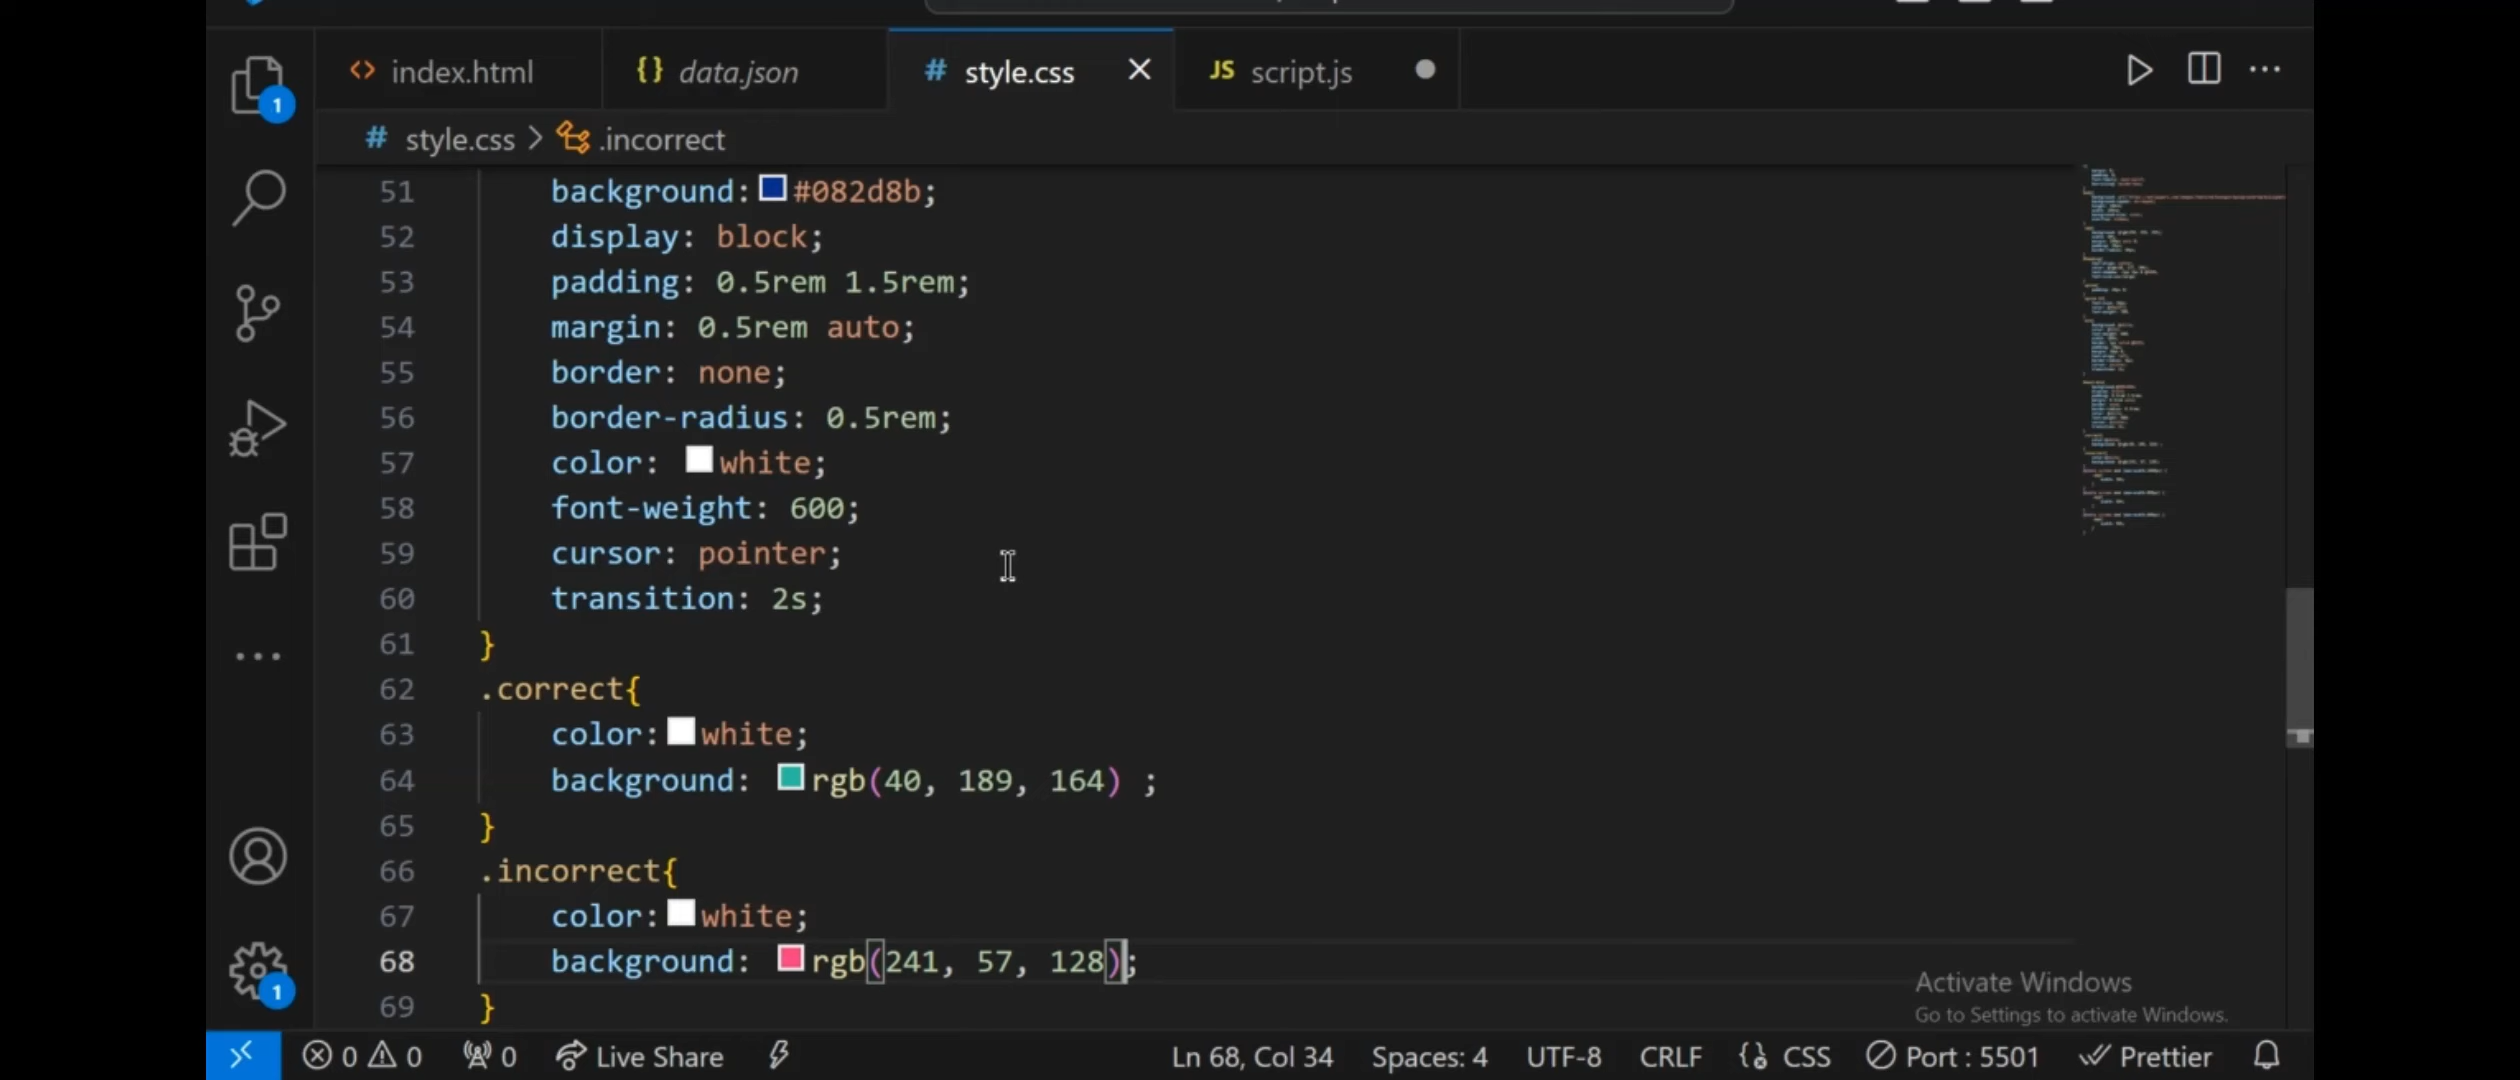 index.html
{} data.json
# style.css
JS script.js
# style.css > .incorrect
51 background: #082d8b;
52 display: block;
53 padding: 0.5rem 1.5rem;
54 margin: 0.5rem auto;
55 border: none;
56 border-radius: 0.5rem;
57 color: white;
58 font-weight: 600;
59 cursor: pointer;
60 transition: 2s;
61 }
62 .correct{
63 color: white;
64 background: rgb(40, 189, 164) ;
65 }
66 .incorrect{
67 color: white;
68 background: rgb(241, 57, 128);
69 }
1
1
Activate Windows
Go to Settings to activate Windows.
0 0 0 Live Share Ln 68, Col 34 Spaces: 4 UTF-8 CRLF {} CSS Port : 5501 Prettier